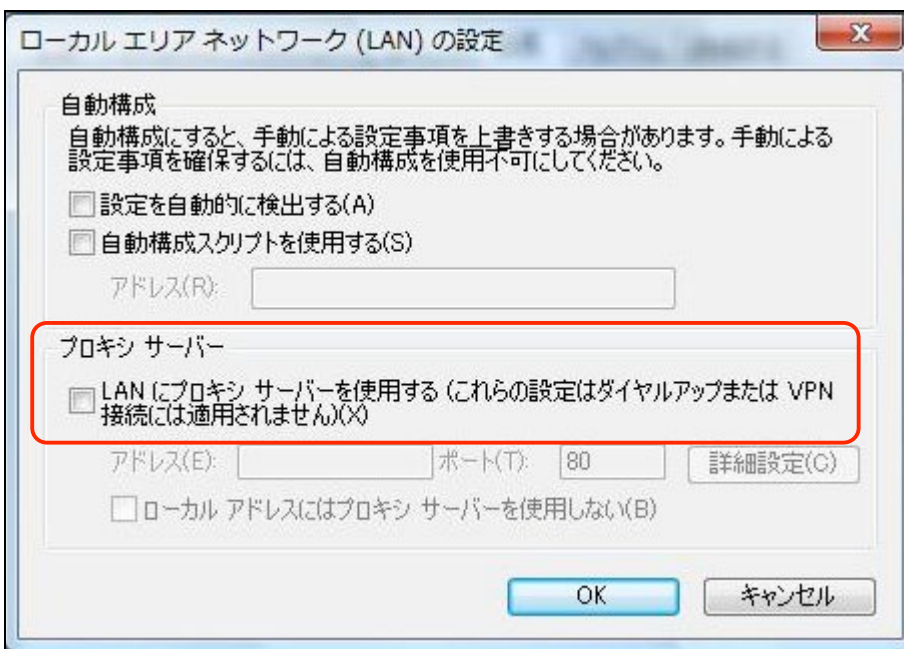 ローカル エリア ネットワーク (LAN) の設定
自動構成
自動構成にすると、手動による設定事項を上書きする場合があります。手動による
設定事項を確保するには、自動構成を使用不可にしてください。
設定を自動的に検出する(A)
自動構成スクリプトを使用する(S)
アドレス(R):
プロキシ サーバー
LAN にプロキシ サーバーを使用する (これらの設定はダイヤルアップまたは VPN
接続には適用されません)(X)
アドレス(E): ポート(T): 80 詳細設定(C)
ローカル アドレスにはプロキシ サーバーを使用しない(B)
OK キャンセル